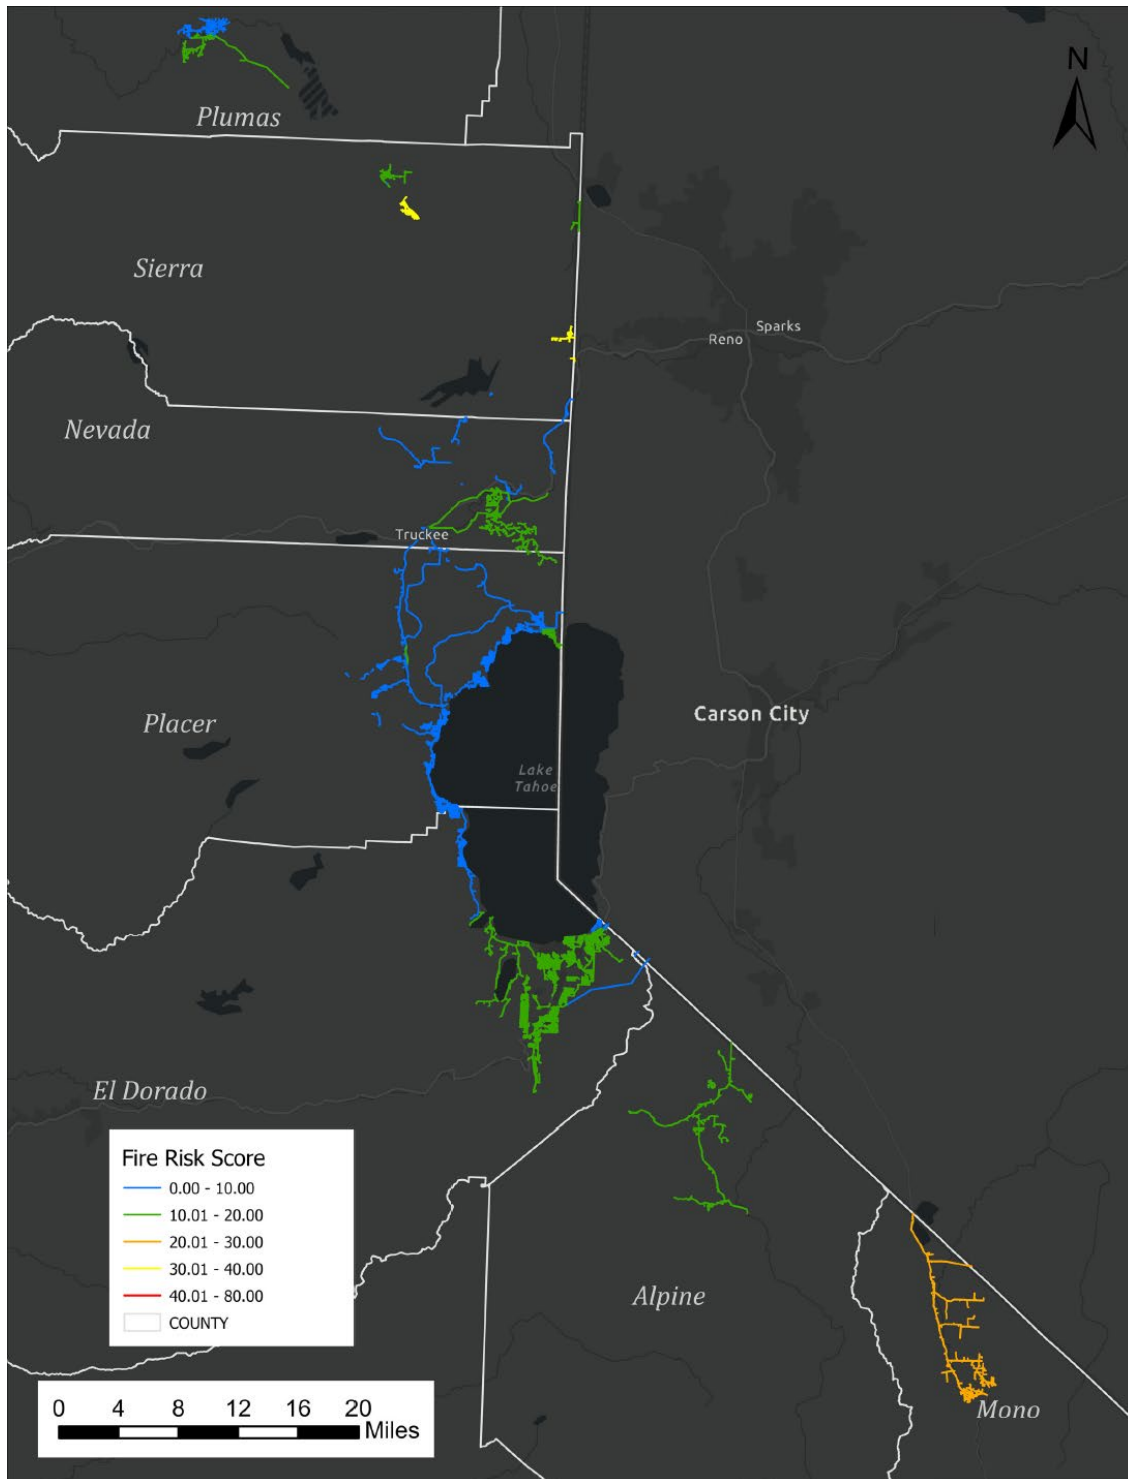 N
Plumas
Sierra
Sparks
Reno
Nevada
Truckee
Placer
Carson City
Lake
Tahoe
El Dorado
Fire Risk Score
0.00 - 10.00
10.01 - 20.00
20.01 - 30.00
30.01 - 40.00
40.01 - 80.00
COUNTY
Alpine
Mono
0 4 8 12 16 20
Miles